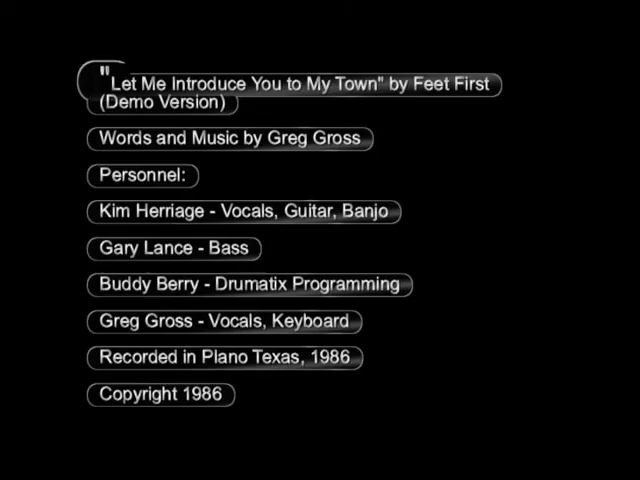 "Let Me Introduce You to My Town" by Feet First
(Demo Version)
Words and Music by Greg Gross
Personnel:
Kim Herriage - Vocals, Guitar, Banjo
Gary Lance - Bass
Buddy Berry - Drumatix Programming
Greg Gross - Vocals, Keyboard
Recorded in Plano Texas, 1986
Copyright 1986